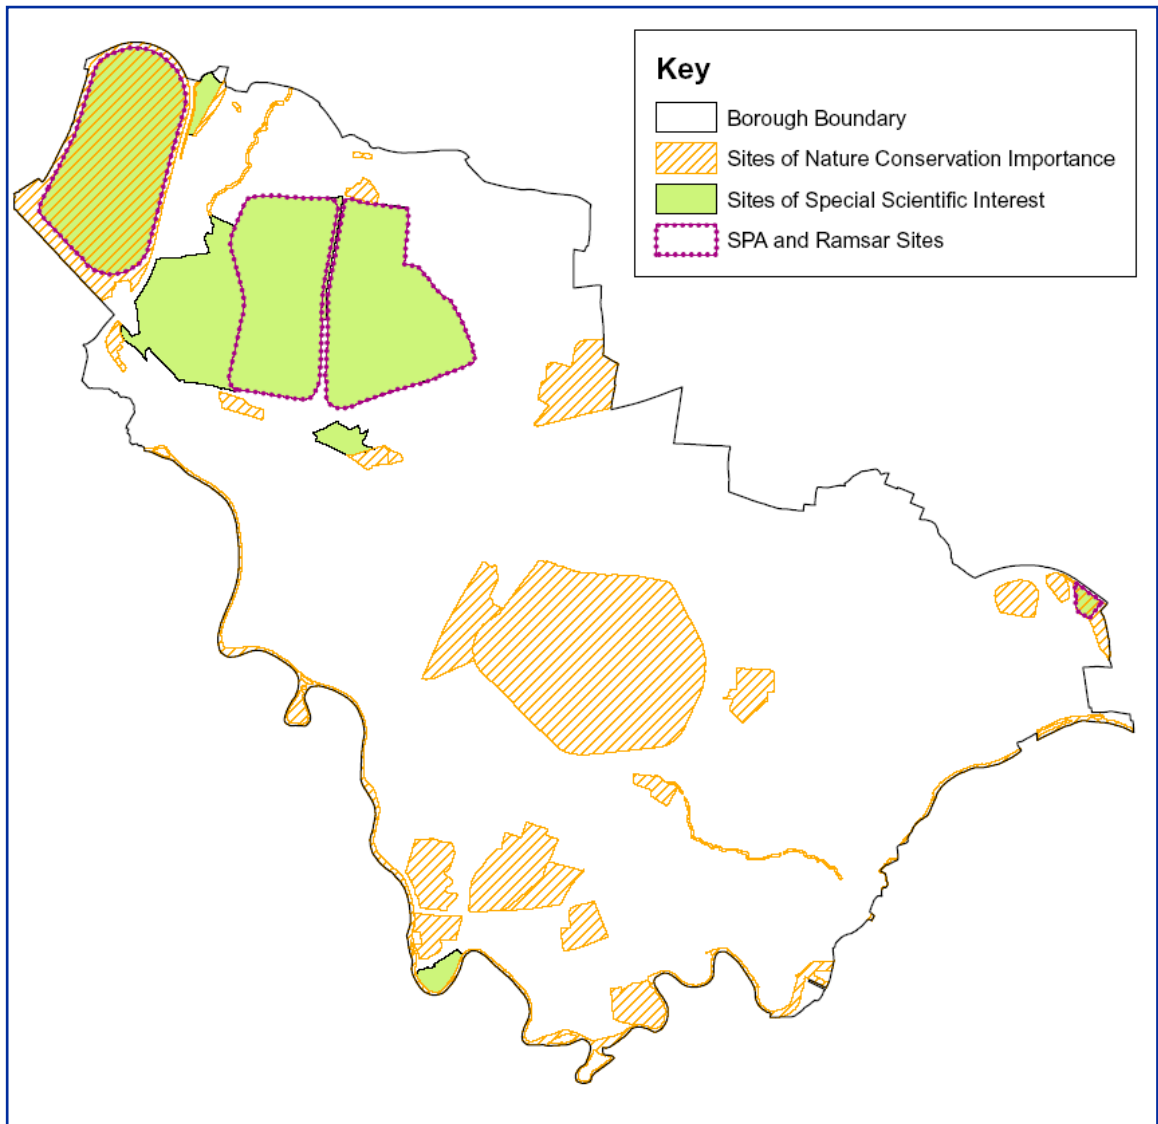 Key
Borough Boundary
Sites of Nature Conservation Importance
Sites of Special Scientific Interest
SPA and Ramsar Sites